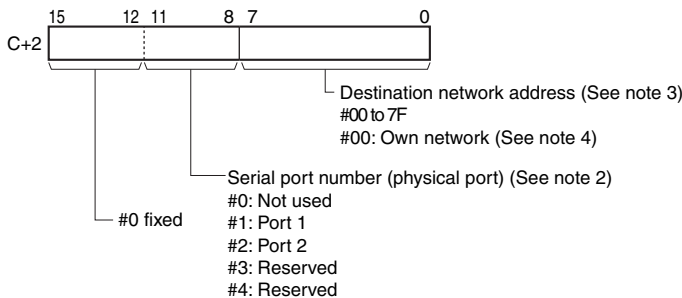 15 12 11 8 7 0
C+2
Destination network address (See note 3)
#00 to 7F
#00: Own network (See note 4)
Serial port number (physical port) (See note 2)
#0: Not used
#0 fixed
#1: Port 1
#2: Port 2
#3: Reserved
#4: Reserved